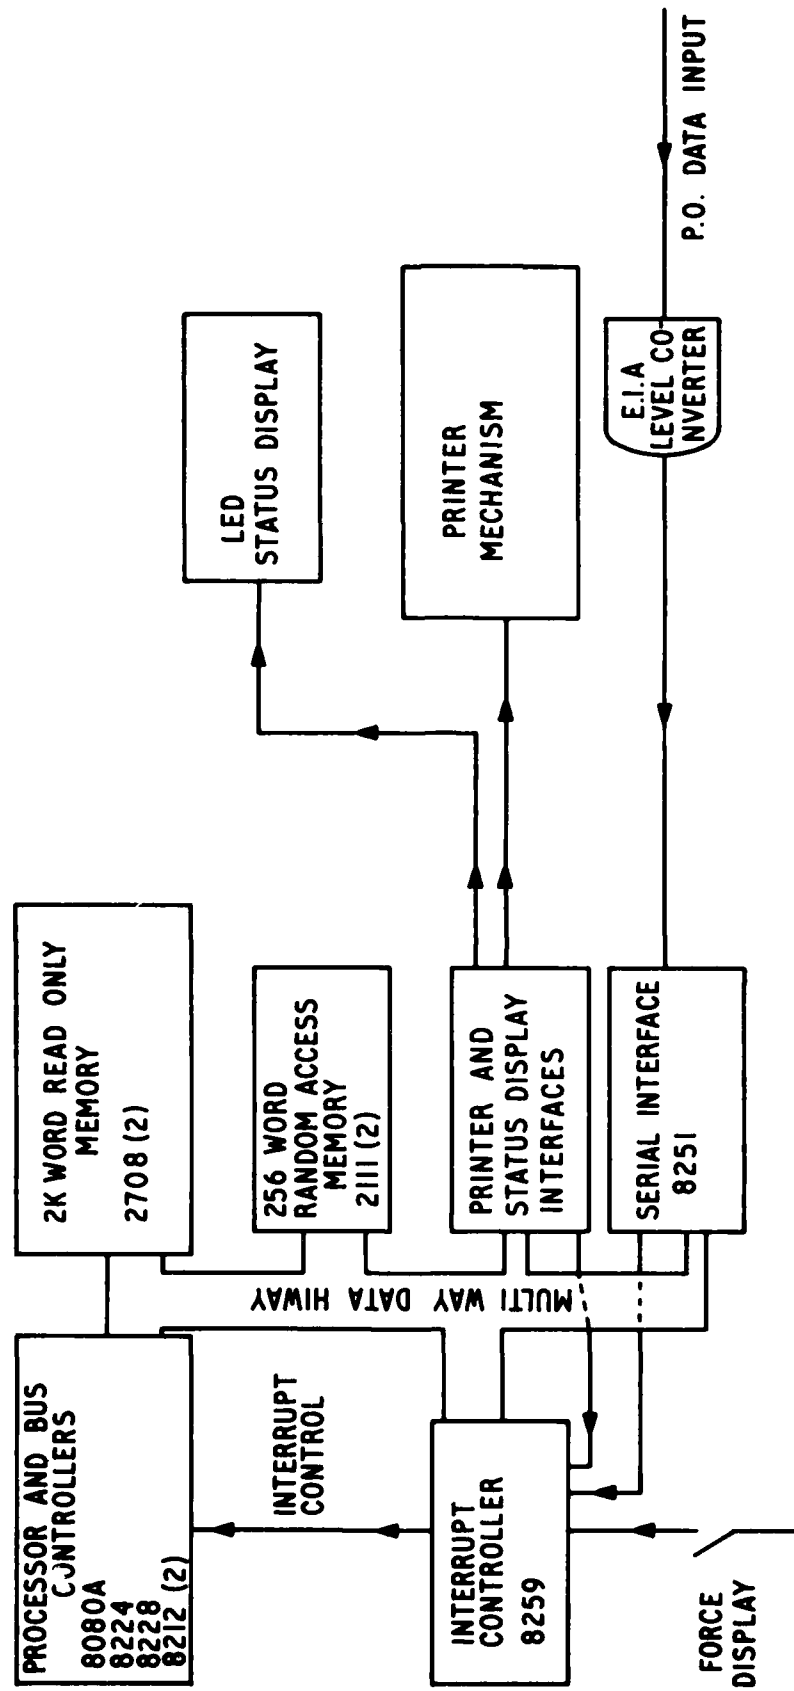 PROCESSOR AND BUS
CONTROLLERS
8080A
8224
8228
8212 (2)
2K WORD READ ONLY
MEMORY
2708 (2)
INTERRUPT
CONTROL
MULTI WAY DATA HIWAY
256 WORD
RANDOM ACCESS
MEMORY
2111 (2)
LED
STATUS DISPLAY
INTERRUPT
CONTROLLER
8259
PRINTER AND
STATUS DISPLAY
INTERFACES
PRINTER
MECHANISM
SERIAL INTERFACE
8251
E.I.A
LEVEL CO
NVERTER
P.O. DATA INPUT
FORCE
DISPLAY